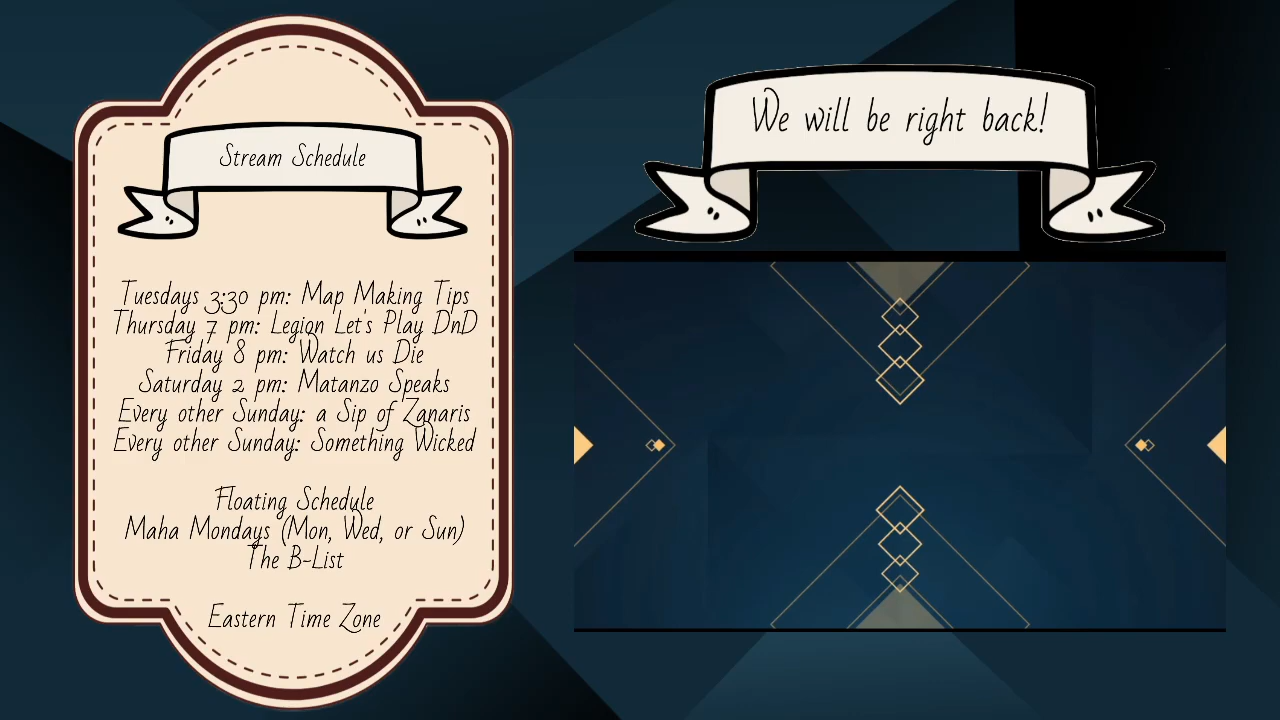 Stream Schedule
Tuesdays 3:30 pm: Map Making Tips
Thursday 7 pm: Legion Let's Play DnD
Friday 8 pm: Watch us Die
Saturday 2 pm: Matanzo Speaks
Every other Sunday: a Sip of Zanaris
Every other Sunday: Something Wicked
Floating Schedule
Maha Mondays (Mon, Wed, or Sun)
The B-List
Eastern Time Zone
We will be right back!